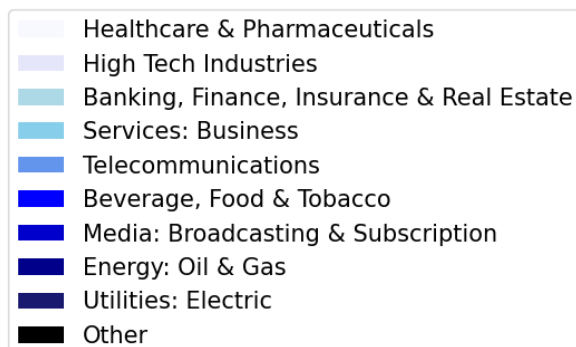 Healthcare & Pharmaceuticals
High Tech Industries
Banking, Finance, Insurance & Real Estate
Services: Business
Telecommunications
Beverage, Food & Tobacco
Media: Broadcasting & Subscription
Energy: Oil & Gas
Utilities: Electric
Other